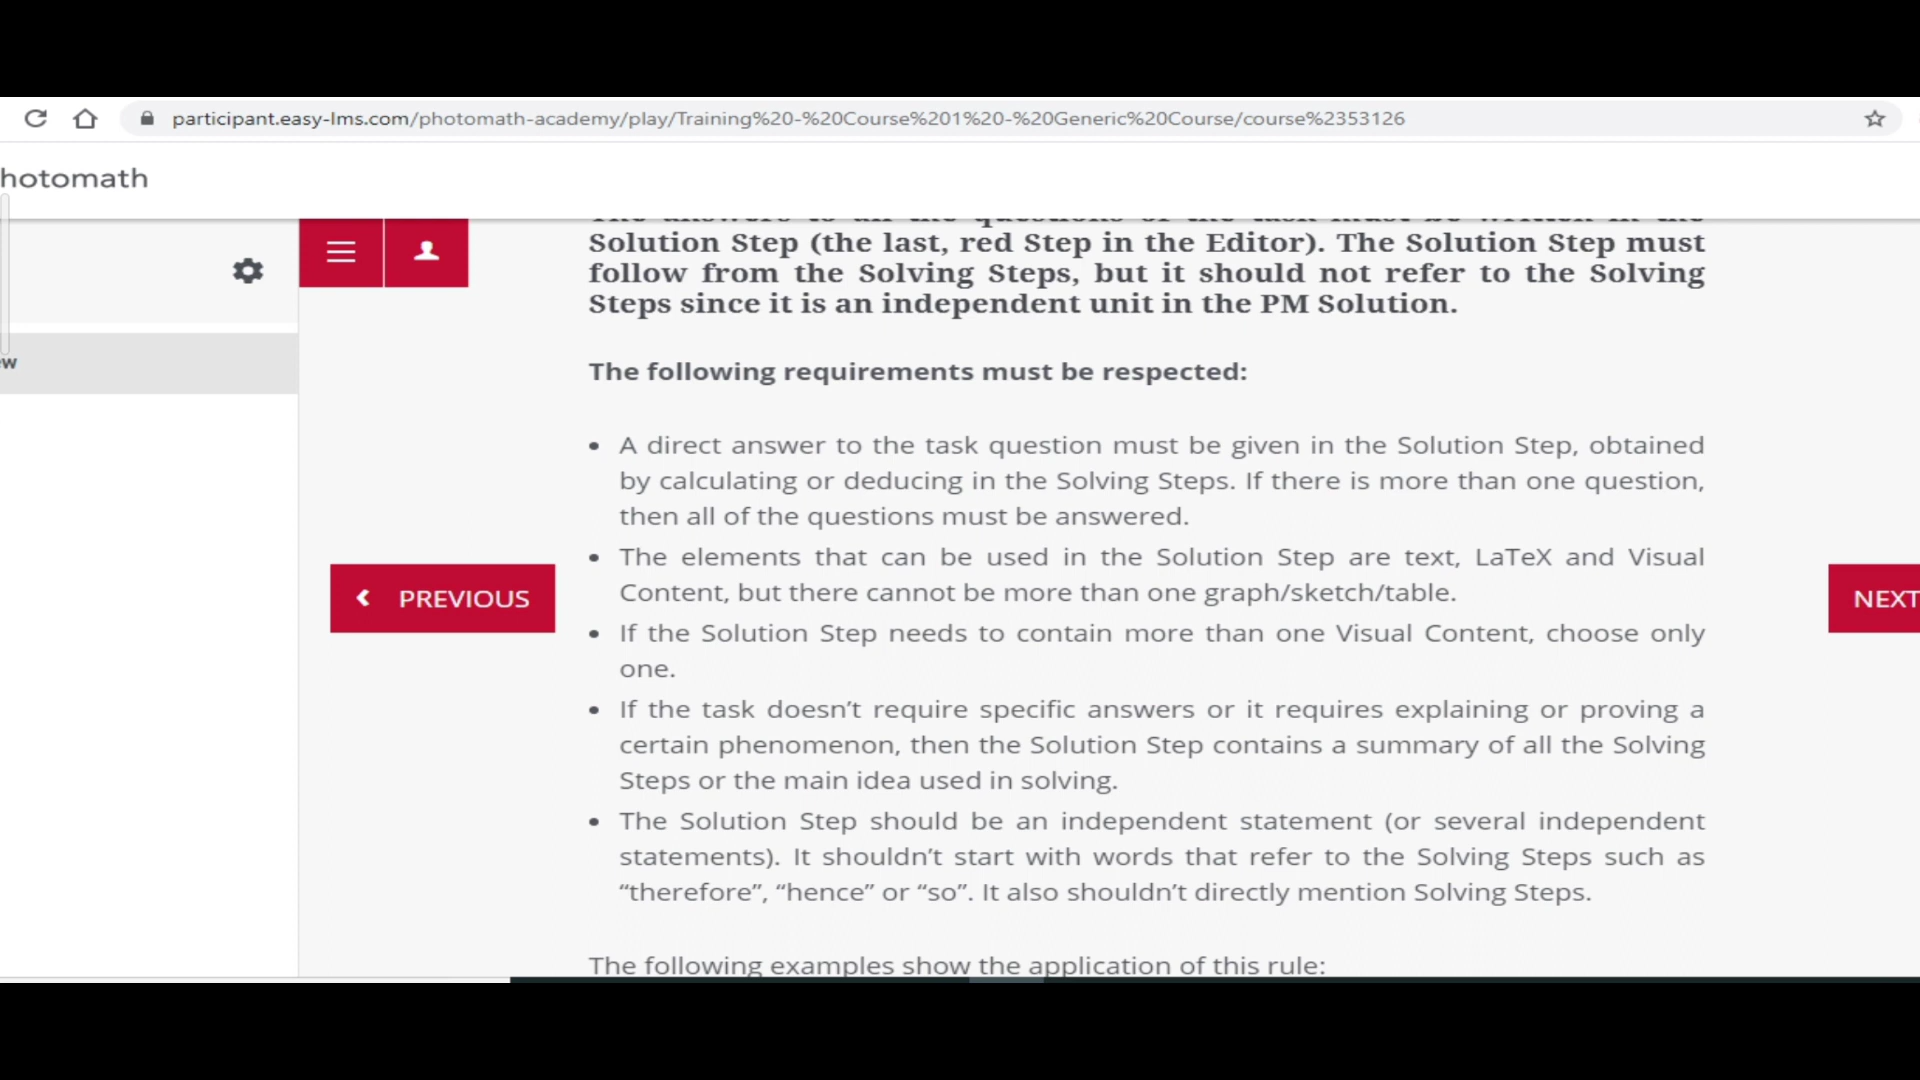 participant.easy-lms.com/photomath-academy/play/Training%20-%20Course%201%20-%20Generic%20Course/course%2353126
hotomath
Solution Step (the last, red Step in the Editor). The Solution Step must
follow from the Solving Steps, but it should not refer to the Solving
Steps since it is an independent unit in the PM Solution.
ew
The following requirements must be respected:
• A direct answer to the task question must be given in the Solution Step, obtained
by calculating or deducing in the Solving Steps. If there is more than one question,
then all of the questions must be answered.
• The elements that can be used in the Solution Step are text, LaTeX and Visual
Content, but there cannot be more than one graph/sketch/table.
PREVIOUS
NEXT
• If the Solution Step needs to contain more than one Visual Content, choose only
one.
• If the task doesn’t require specific answers or it requires explaining or proving a
certain phenomenon, then the Solution Step contains a summary of all the Solving
Steps or the main idea used in solving.
• The Solution Step should be an independent statement (or several independent
statements). It shouldn’t start with words that refer to the Solving Steps such as
“therefore”, “hence” or “so”. It also shouldn’t directly mention Solving Steps.
The following examples show the application of this rule: